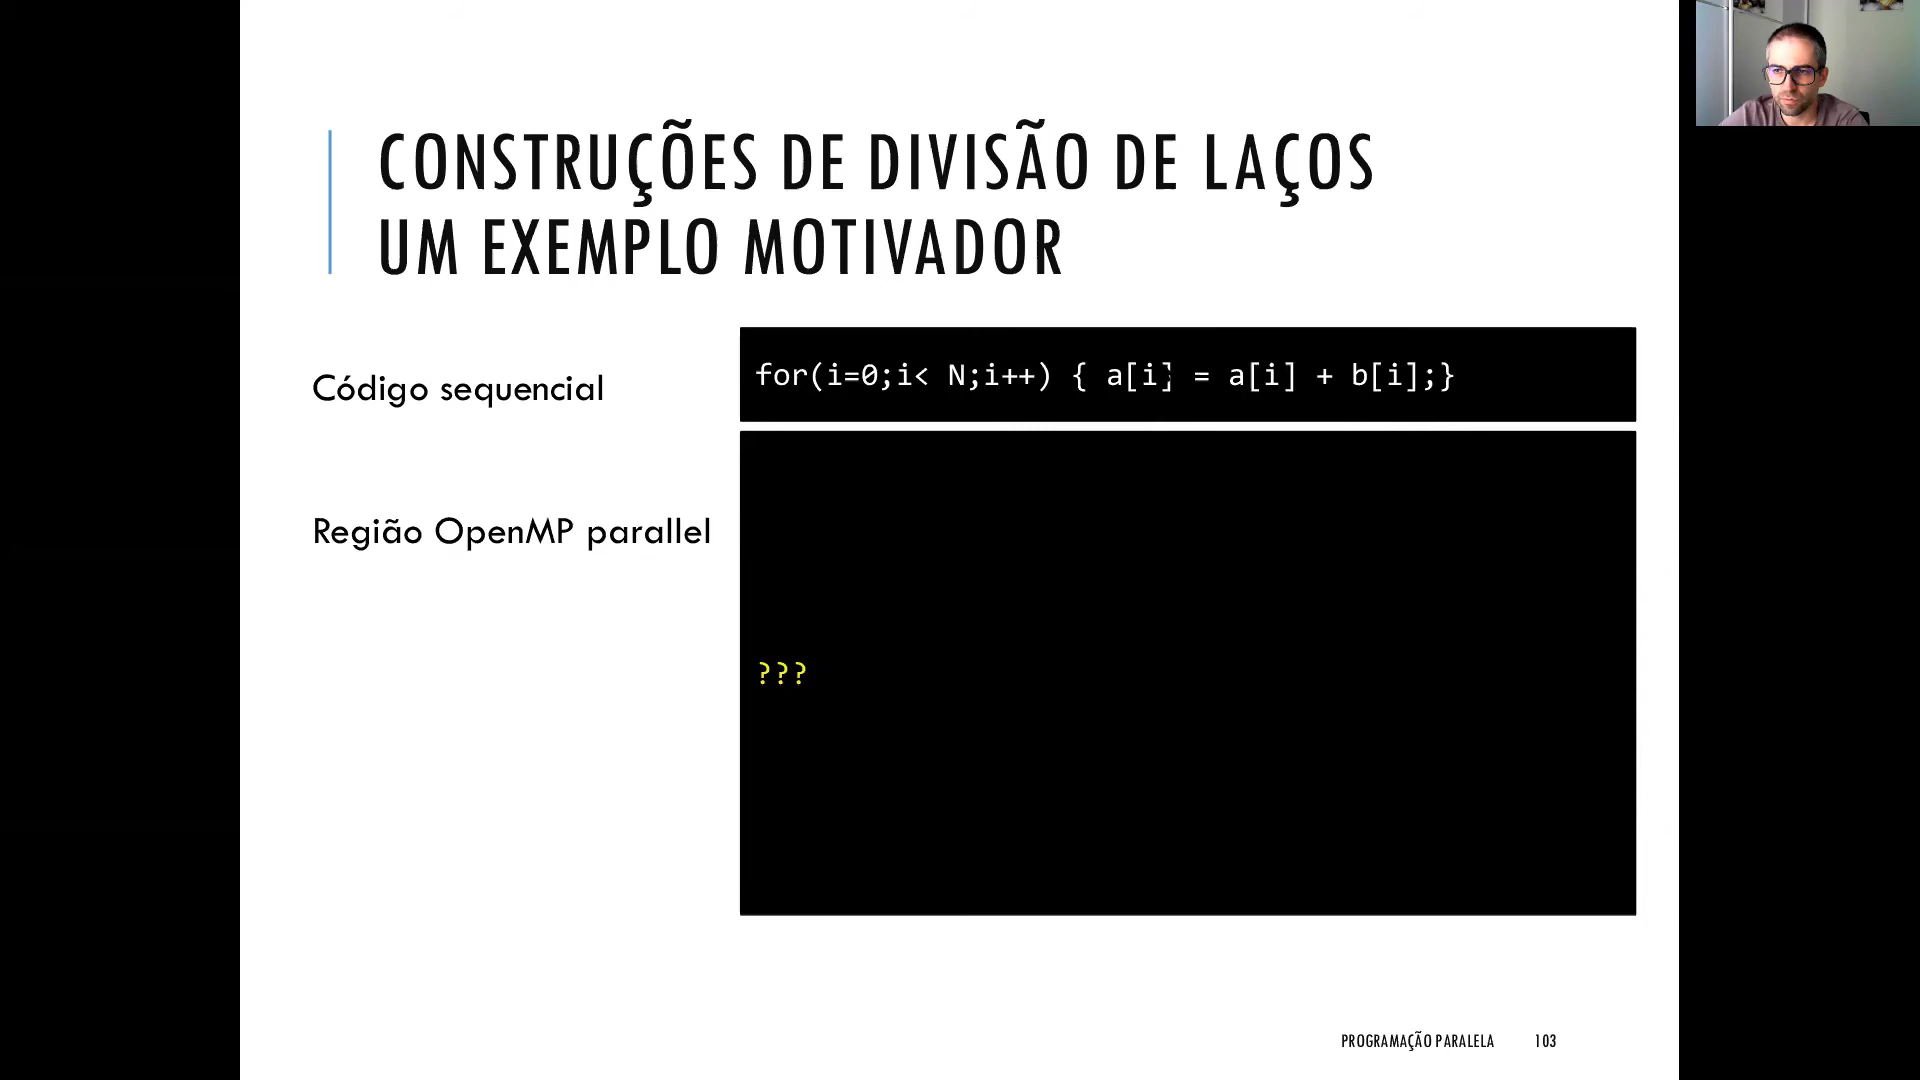 CONSTRUÇÕES DE DIVISÃO DE LAÇOS
UM EXEMPLO MOTIVADOR
Código sequencial
for(i=0;i< N;i++) { a[i] = a[i] + b[i];}
Região OpenMP parallel
???
PROGRAMAÇÃO PARALELA 103